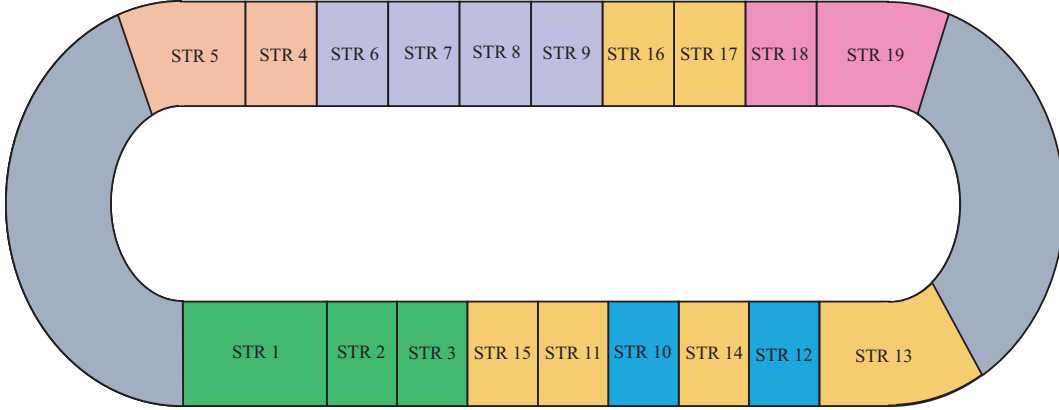 STR 5
STR 4
STR 6
STR 7
STR 8
STR 9
STR 16
STR 17
STR 18
STR 19
STR 1
STR 2
STR 3
STR 15
STR 11
STR 10
STR 14
STR 12
STR 13